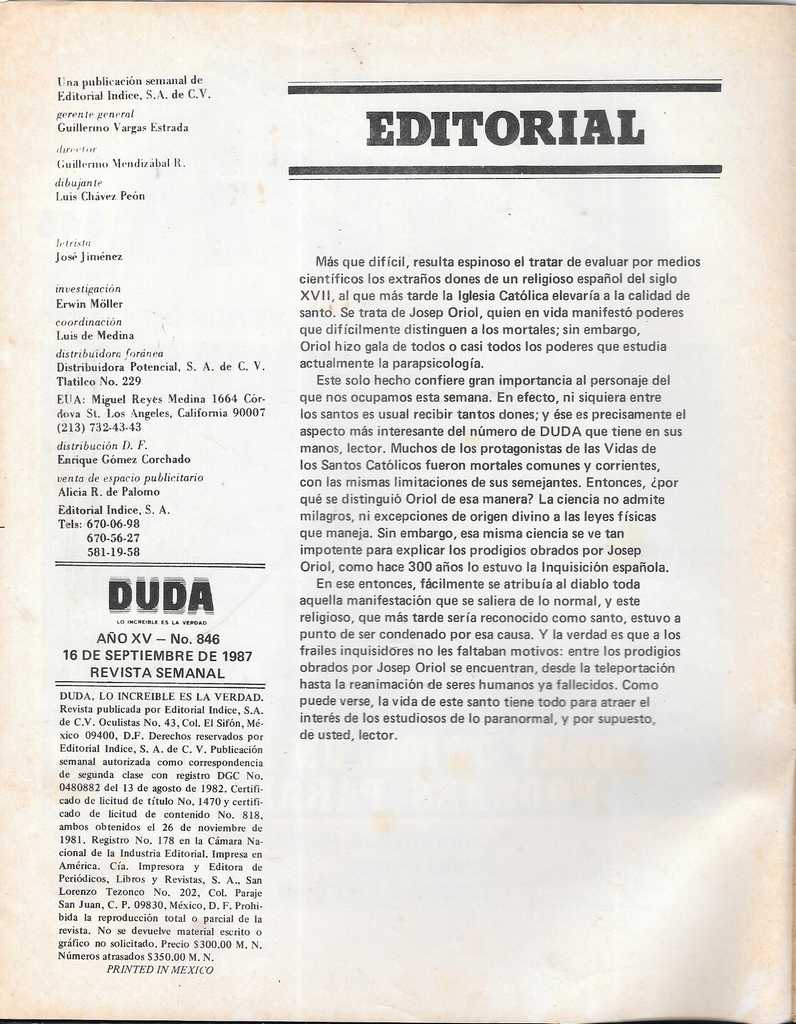 Una publicación semanal de
Editorial Indice, S.A. de C.V.
gerente general
Guillermo Vargas Estrada
director
Guillermo Mendizábal R.
dibujante
Luis Chávez Peón
letrista
José Jiménez
investigación
Erwin Möller
coordinación
Luis de Medina
distribuidora foránea
Distribuidora Potencial, S. A. de C. V.
Tlatilco No. 229
EUA: Miguel Reyes Medina 1664 Cór-
dova St. Los Angeles, California 90007
(213) 732-43-43
distribución D. F.
Enrique Gómez Corchado
venta de espacio publicitario
Alicia R. de Palomo
Editorial Indice, S. A.
Tels: 670-06-98
670-56-27
581-19-58
DUDA
LO INCREIBLE ES LA VERDAD
AÑO XV – No. 846
16 DE SEPTIEMBRE DE 1987
REVISTA SEMANAL
DUDA, LO INCREIBLE ES LA VERDAD.
Revista publicada por Editorial Indice, S.A.
de C.V. Oculistas No. 43, Col. El Sifón, Mé-
xico 09400, D.F. Derechos reservados por
Editorial Indice, S. A. de C. V. Publicación
semanal autorizada como correspondencia
de segunda clase con registro DGC No.
0480882 del 13 de agosto de 1982. Certifi-
cado de licitud de título No. 1470 y certifi-
cado de licitud de contenido No. 818,
ambos obtenidos el 26 de noviembre de
1981. Registro No. 178 en la Cámara Na-
cional de la Industria Editorial. Impresa en
América. Cía. Impresora y Editora de
Periódicos, Libros y Revistas, S. A., San
Lorenzo Tezonco No. 202, Col. Paraje
San Juan, C. P. 09830. México, D. F. Prohi-
bida la reproducción total o parcial de la
revista. No se devuelve material escrito o
gráfico no solicitado. Precio $300.00 M. N.
Números atrasados $350.00 M. N.
PRINTED IN MEXICO
EDITORIAL
Más que difícil, resulta espinoso el tratar de evaluar por medios
científicos los extraños dones de un religioso español del siglo
XVII, al que más tarde la Iglesia Católica elevaría a la calidad de
santo. Se trata de Josep Oriol, quien en vida manifestó poderes
que difícilmente distinguen a los mortales; sin embargo,
Oriol hizo gala de todos o casi todos los poderes que estudia
actualmente la parapsicología.
Este solo hecho confiere gran importancia al personaje del
que nos ocupamos esta semana. En efecto, ni siquiera entre
los santos es usual recibir tantos dones; y ése es precisamente el
aspecto más interesante del número de DUDA que tiene en sus
manos, lector. Muchos de los protagonistas de las Vidas de
los Santos Católicos fueron mortales comunes y corrientes,
con las mismas limitaciones de sus semejantes. Entonces, ¿por
qué se distinguió Oriol de esa manera? La ciencia no admite
milagros, ni excepciones de origen divino a las leyes físicas
que maneja. Sin embargo, esa misma ciencia se ve tan
impotente para explicar los prodigios obrados por Josep
Oriol, como hace 300 años lo estuvo la Inquisición española.
En ese entonces, fácilmente se atribuía al diablo toda
aquella manifestación que se saliera de lo normal, y este
religioso, que más tarde sería reconocido como santo, estuvo a
punto de ser condenado por esa causa. Y la verdad es que a los
frailes inquisidores no les faltaban motivos: entre los prodigios
obrados por Josep Oriol se encuentran, desde la teleportación
hasta la reanimación de seres humanos ya fallecidos. Como
puede verse, la vida de este santo tiene todo para atraer el
interés de los estudiosos de lo paranormal, y por supuesto,
de usted, lector.